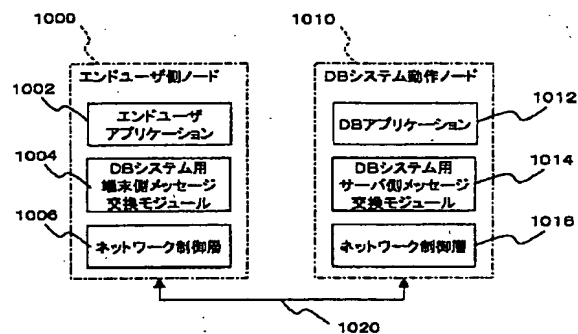 1000
1010
エンドユーザ側ノード
DBシステム動作ノード
1002
エンドユーザ
アプリケーション
DBアプリケーション
1012
1004
DBシステム用
端末側メッセージ
交換モジュール
DBシステム用
サーバ側メッセージ
交換モジュール
1014
1006
ネットワーク制御層
ネットワーク制御層
1016
1020